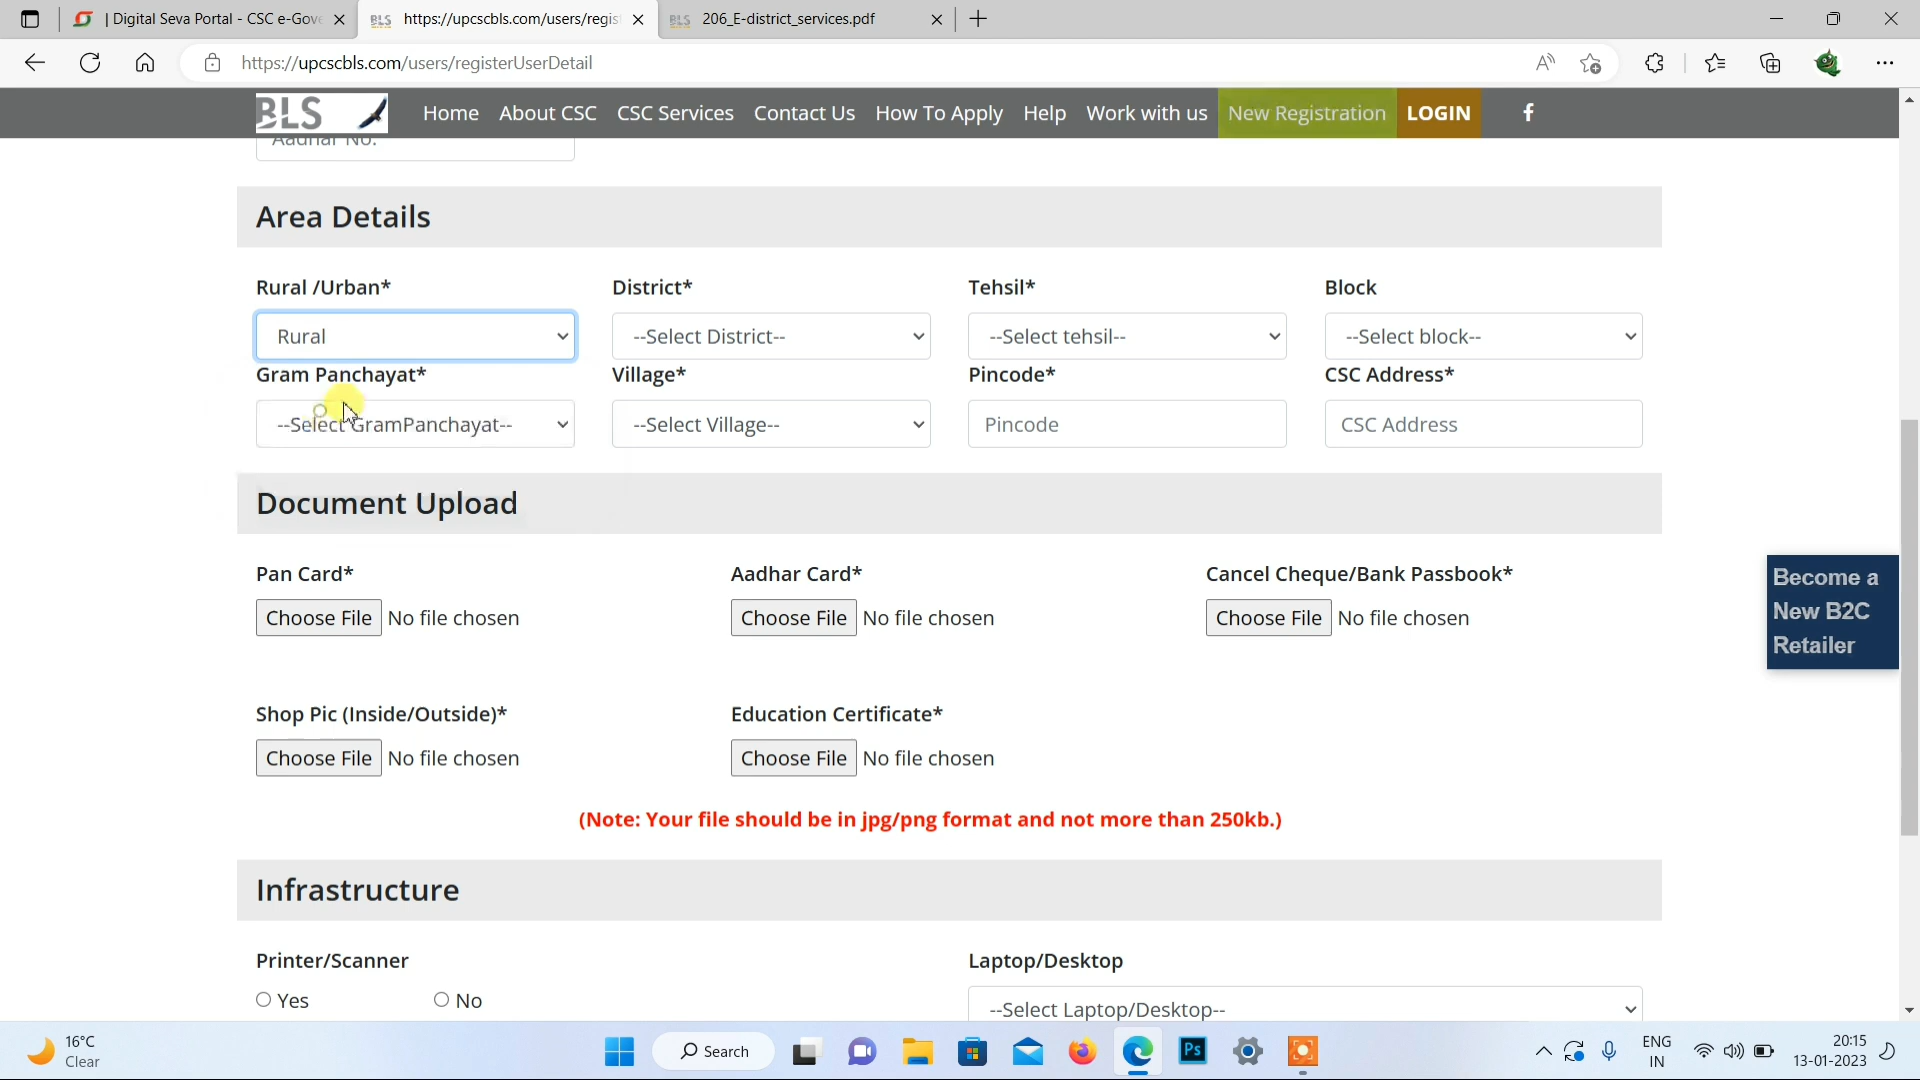 | Digital Seva Portal - CSC e-Gove
https://upcscbls.com/users/regist
206_E-district_services.pdf
https://upcscbls.com/users/registerUserDetail
BLS
Home
About CSC
CSC Services
Contact Us
How To Apply
Help
Work with us
New Registration
LOGIN
Aadhar No.
Area Details
Rural /Urban*
District*
Tehsil*
Block
Rural
--Select District--
--Select tehsil--
--Select block--
Gram Panchayat*
Village*
Pincode*
CSC Address*
--Select GramPanchayat--
--Select Village--
Pincode
CSC Address
Document Upload
Pan Card*
Aadhar Card*
Cancel Cheque/Bank Passbook*
Choose File No file chosen
Choose File No file chosen
Choose File No file chosen
Become a
New B2C
Retailer
Shop Pic (Inside/Outside)*
Education Certificate*
Choose File No file chosen
Choose File No file chosen
(Note: Your file should be in jpg/png format and not more than 250kb.)
Infrastructure
Printer/Scanner
Laptop/Desktop
Yes
No
--Select Laptop/Desktop--
16°C
Clear
Search
Ps
ENG
IN
20:15
13-01-2023